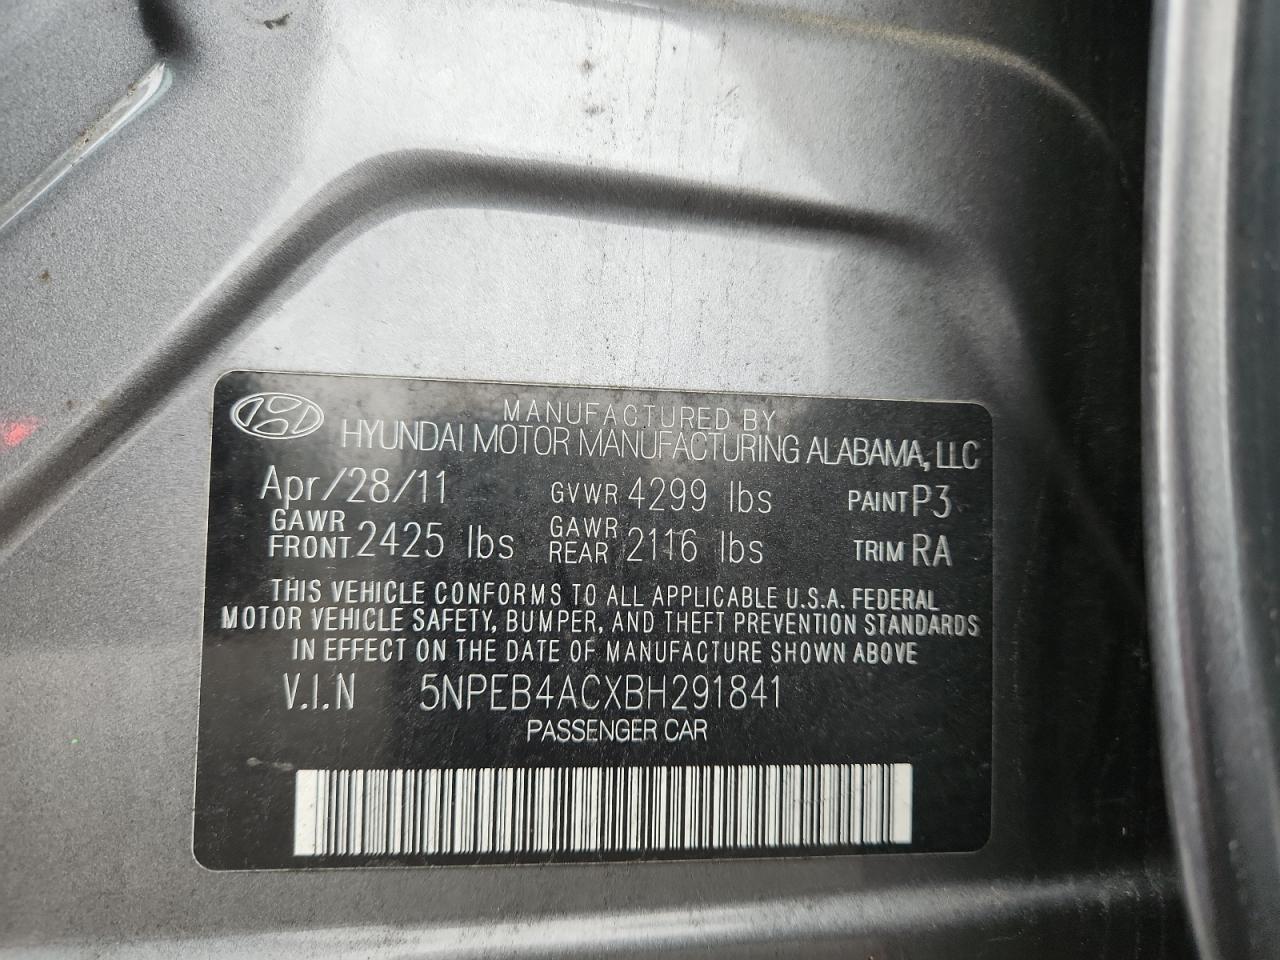 MANUFACTURED BY
HYUNDAI MOTOR MANUFACTURING ALABAMA, LLC
Apr/28/11 GVWR 4299 lbs PAINT P3
GAWR FRONT 2425 lbs GAWR REAR 2116 lbs TRIM RA
THIS VEHICLE CONFORMS TO ALL APPLICABLE U.S.A. FEDERAL
MOTOR VEHICLE SAFETY, BUMPER, AND THEFT PREVENTION STANDARDS
IN EFFECT ON THE DATE OF MANUFACTURE SHOWN ABOVE
V.I.N 5NPEB4ACXBH291841
PASSENGER CAR